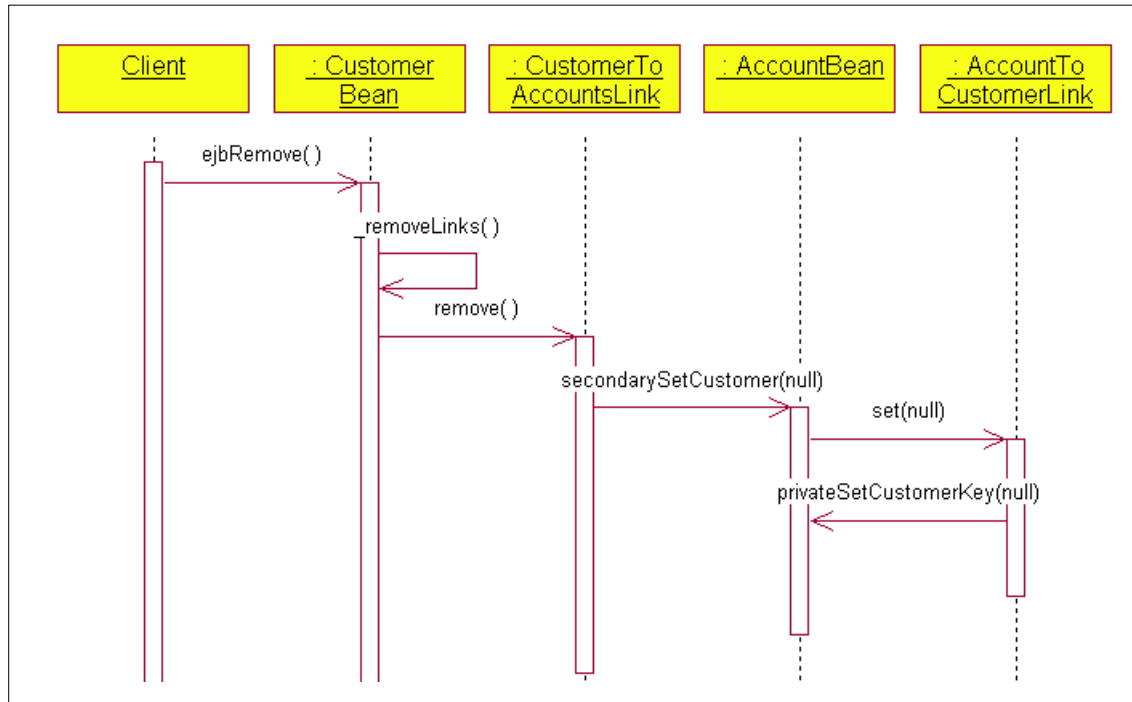 Client
: Customer
Bean
: CustomerTo
AccountsLink
: AccountBean
: AccountTo
CustomerLink
ejbRemove( )
_removeLinks( )
remove( )
secondarySetCustomer(null)
set(null)
privateSetCustomerKey(null)